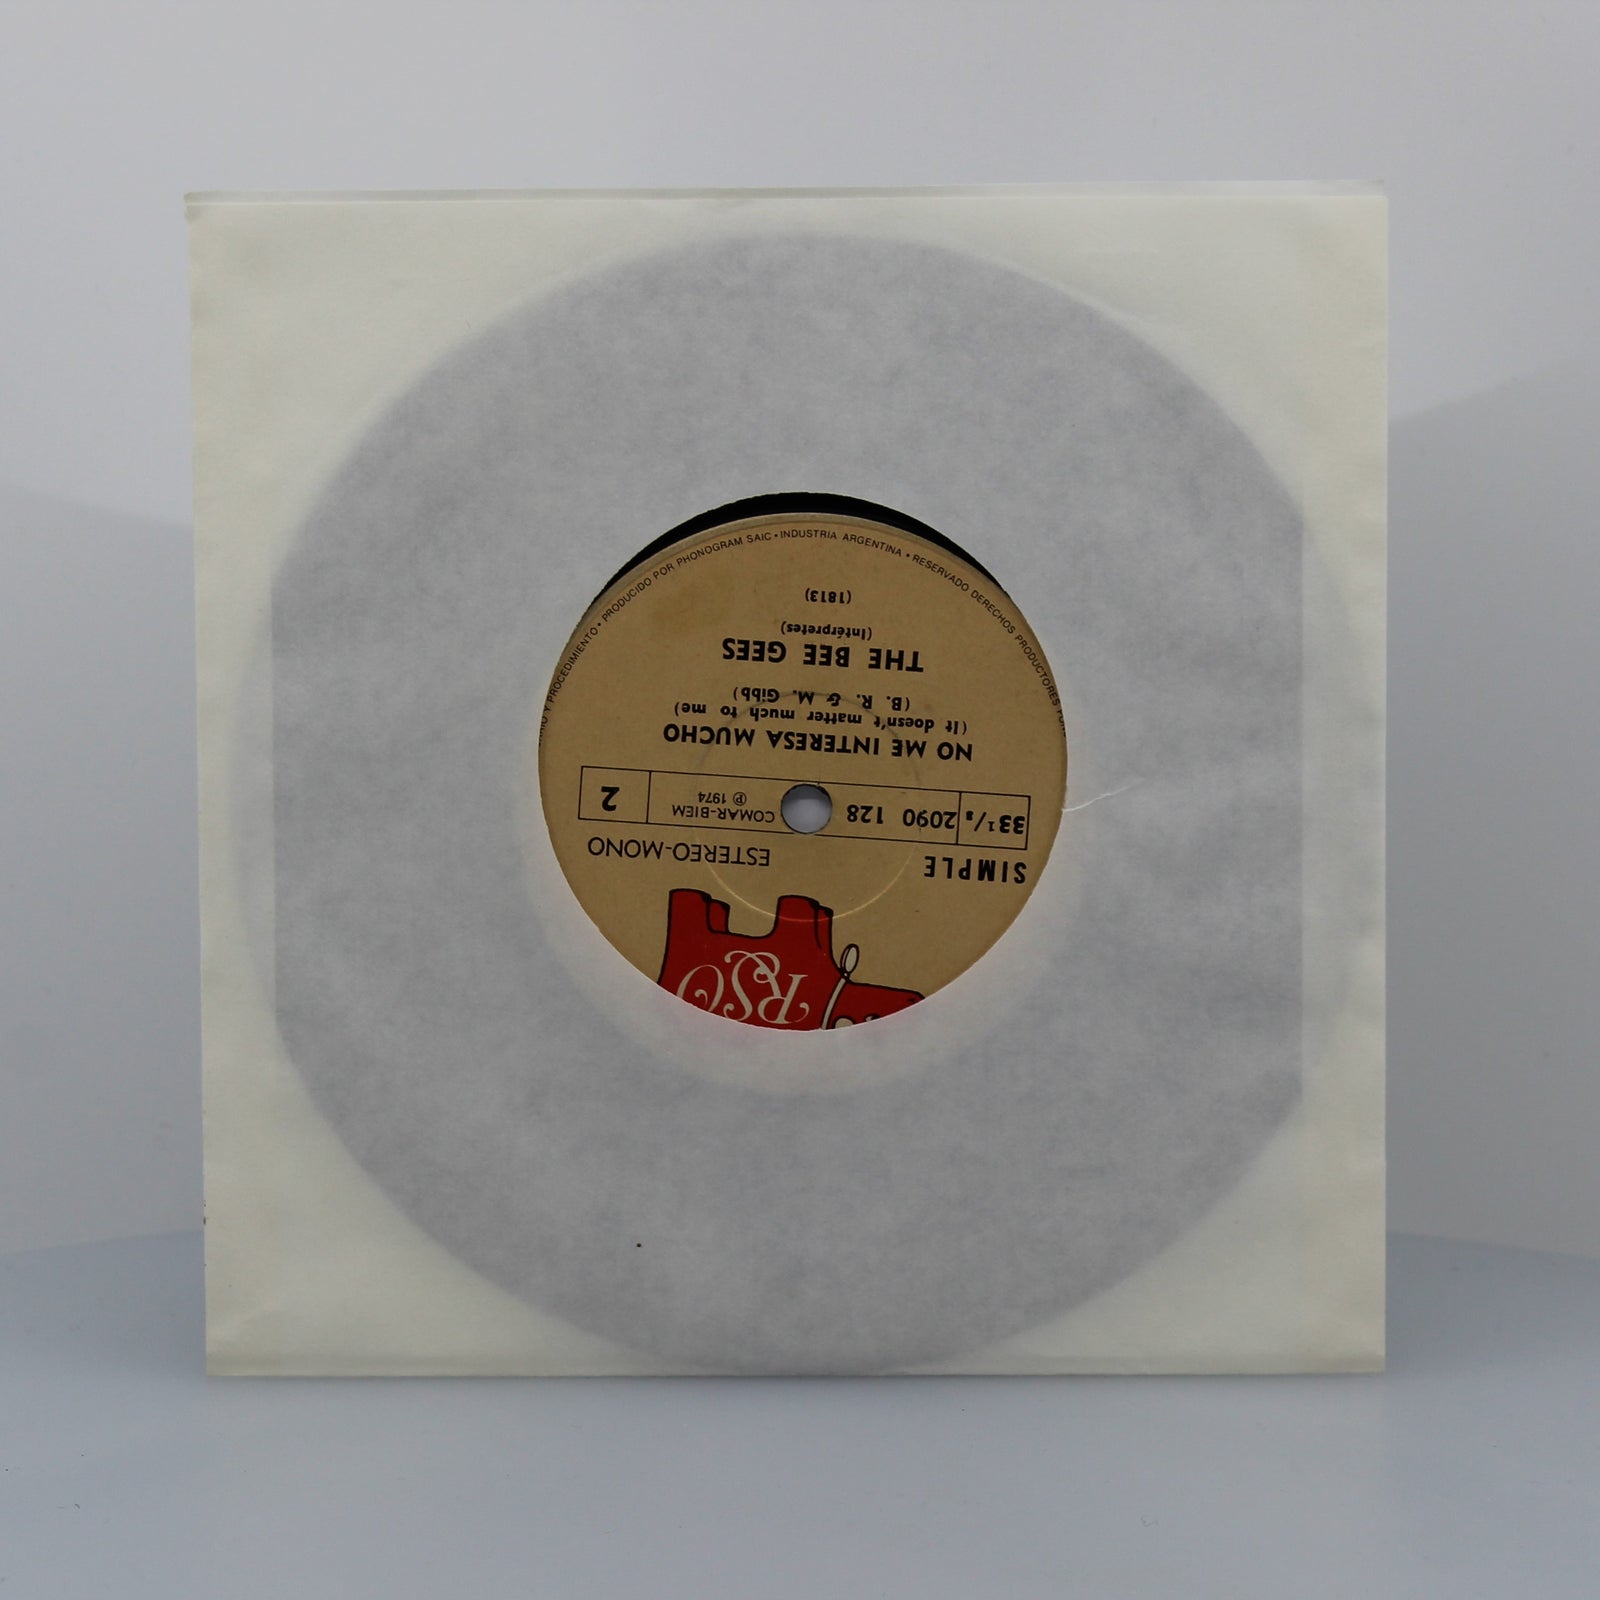 RSO
SIMPLE
ESTEREO-MONO
33 1/3
2090 128
COMAR-BIEM
Ⓟ 1974
2
NO ME INTERESA MUCHO
(It doesn't matter much to me)
(B. R. & M. Gibb)
THE BEE GEES
(Intérpretes)
(1813)
Y PROCEDIMIENTO • PRODUCIDO POR PHONOGRAM SAIC • INDUSTRIA ARGENTINA • RESERVADO DERECHOS PRODUCTORES